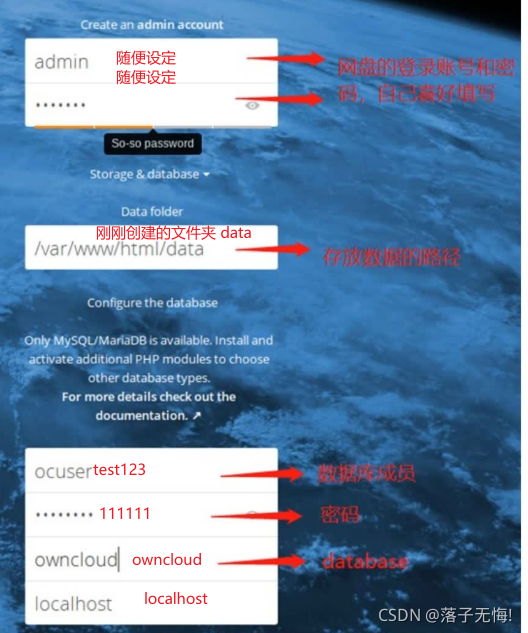 Create an admin account
admin
随便设定
随便设定
网盘的登录账号和密
码，自己喜好填写
•••••••
So-so password
Storage & database
Data folder
刚刚创建的文件夹 data
/var/www/html/data
存放数据的路径
Configure the database
Only MySQL/MariaDB is available. Install and
activate additional PHP modules to choose
other database types.
For more details check out the
documentation. ↗
ocuser test123
数据库成员
•••••••• 111111
密码
owncloud owncloud
database
localhost localhost
CSDN @落子无悔!